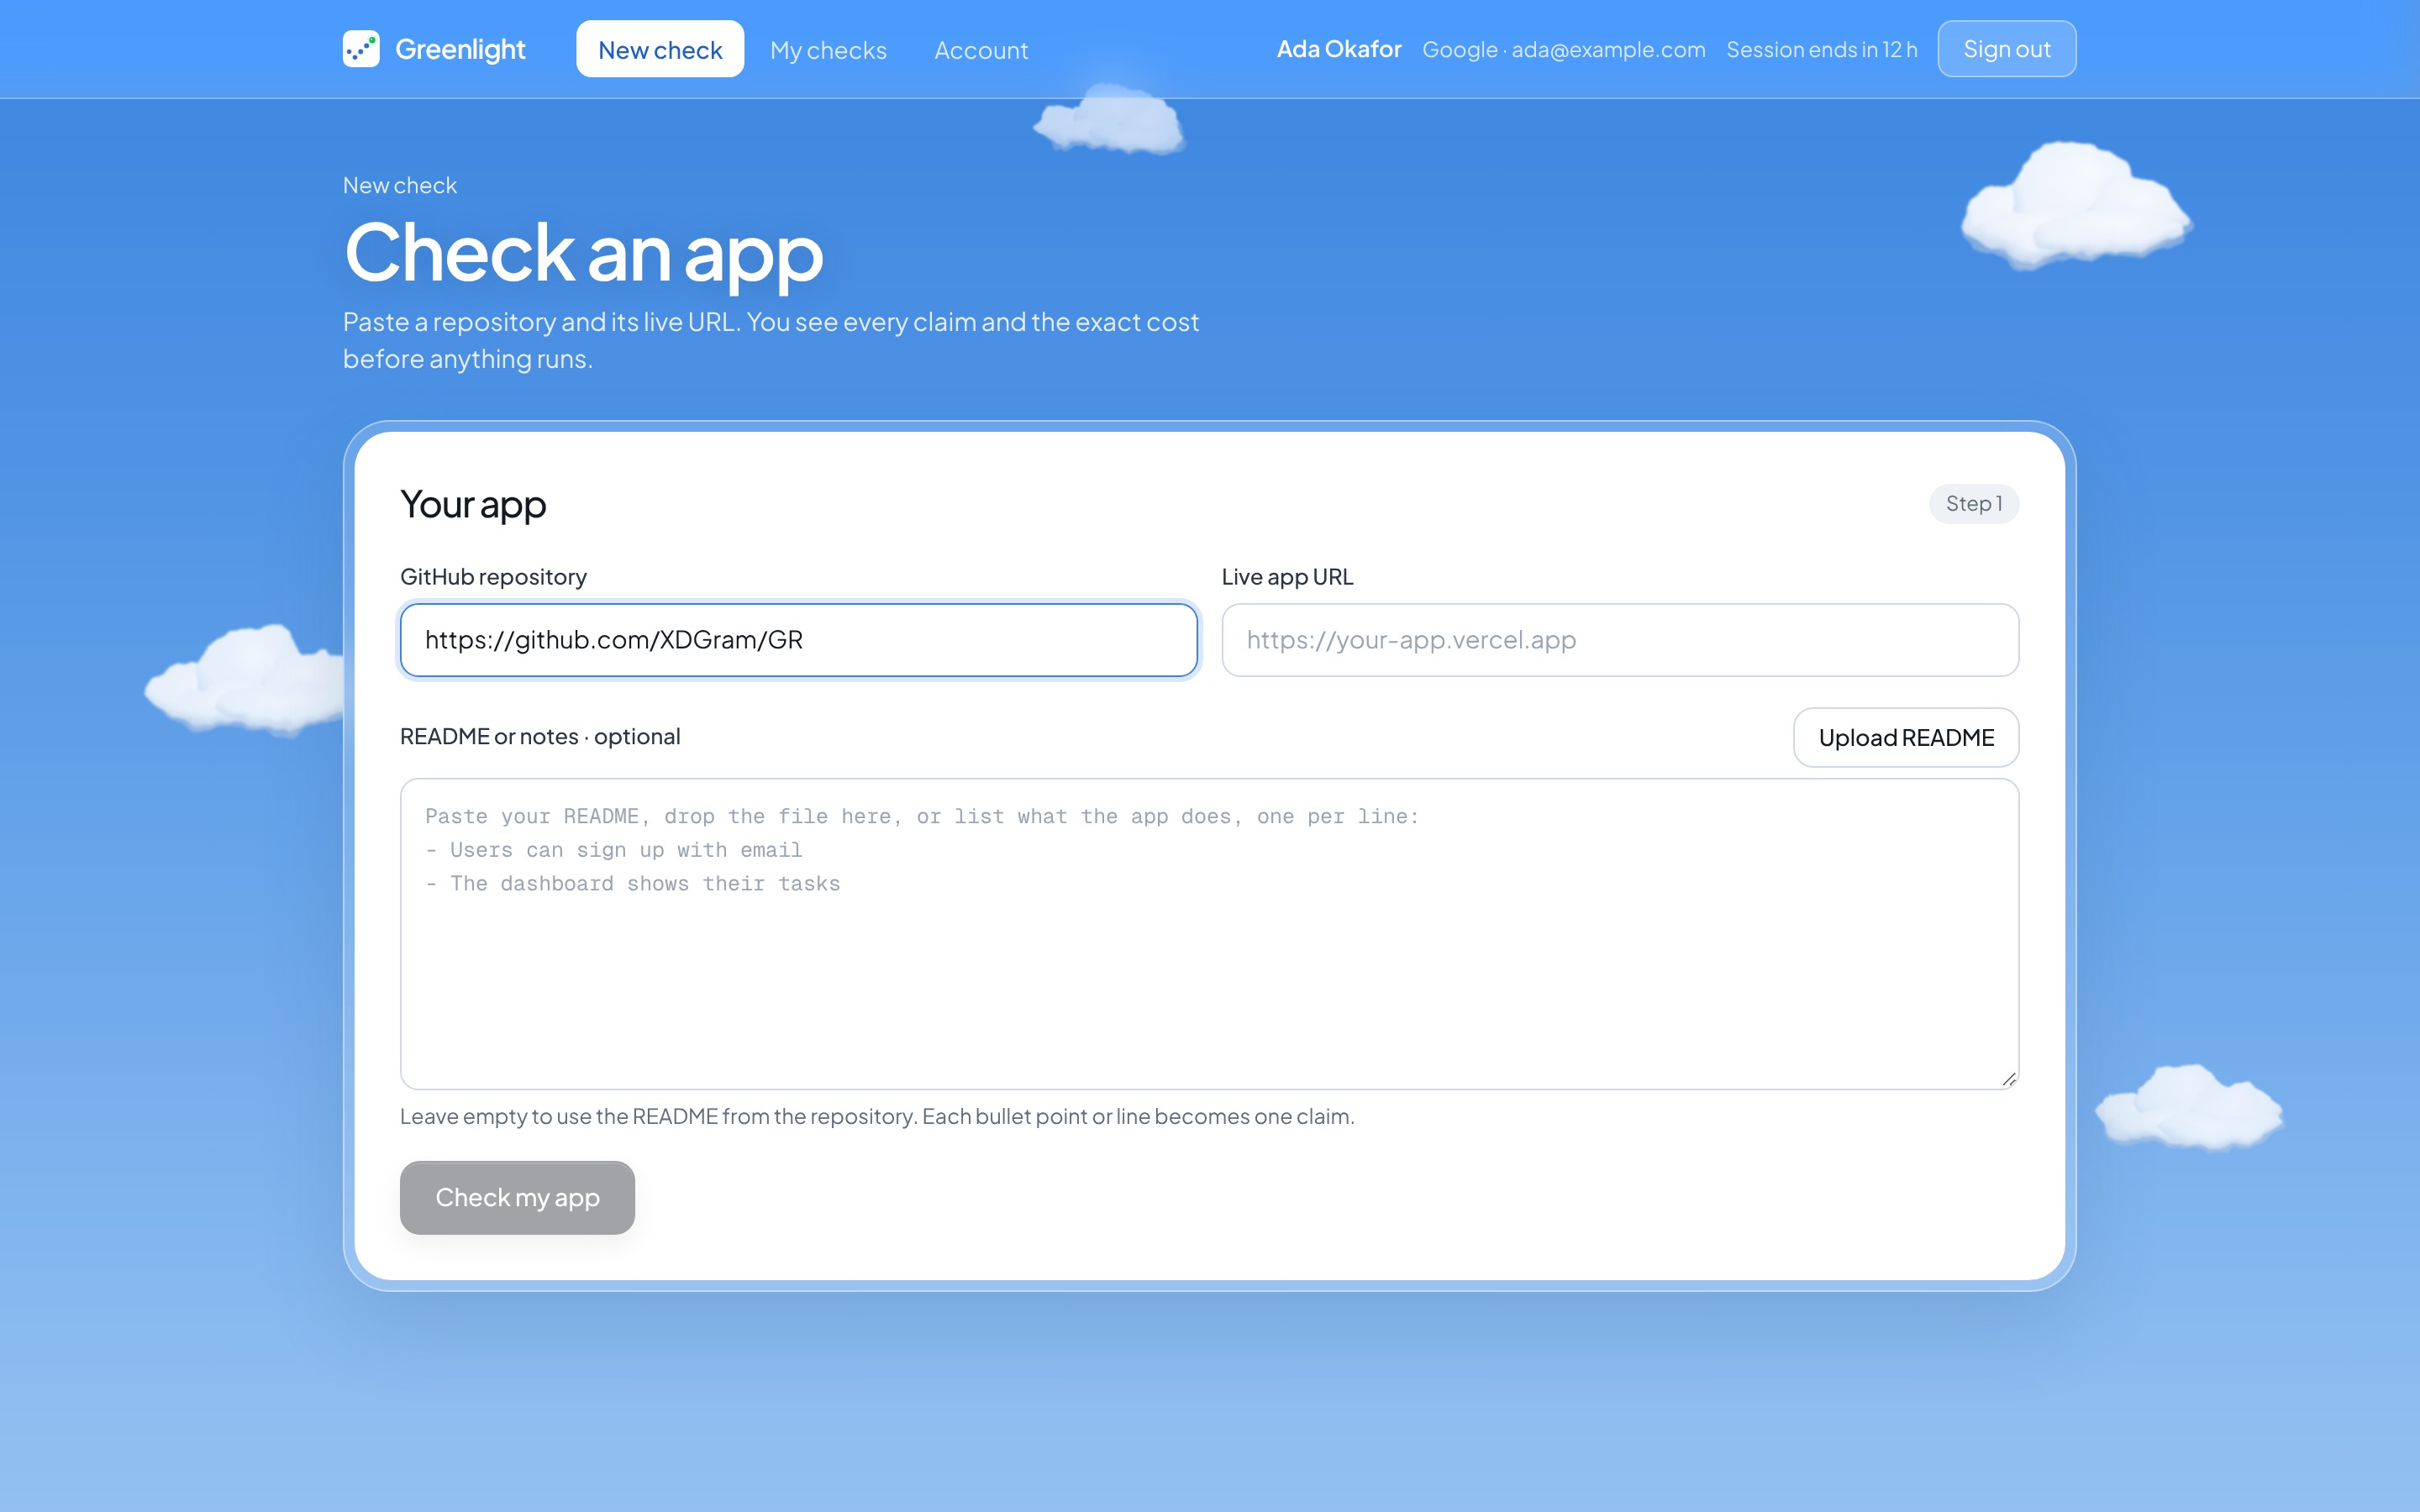 Greenlight
New check
My checks
Account
Ada Okafor
Google · ada@example.com
Session ends in 12 h
Sign out
New check
Check an app
Paste a repository and its live URL. You see every claim and the exact cost
before anything runs.
Your app
Step 1
GitHub repository
Live app URL
https://github.com/XDGram/GR
https://your-app.vercel.app
README or notes · optional
Upload README
Paste your README, drop the file here, or list what the app does, one per line:
- Users can sign up with email
- The dashboard shows their tasks
Leave empty to use the README from the repository. Each bullet point or line becomes one claim.
Check my app